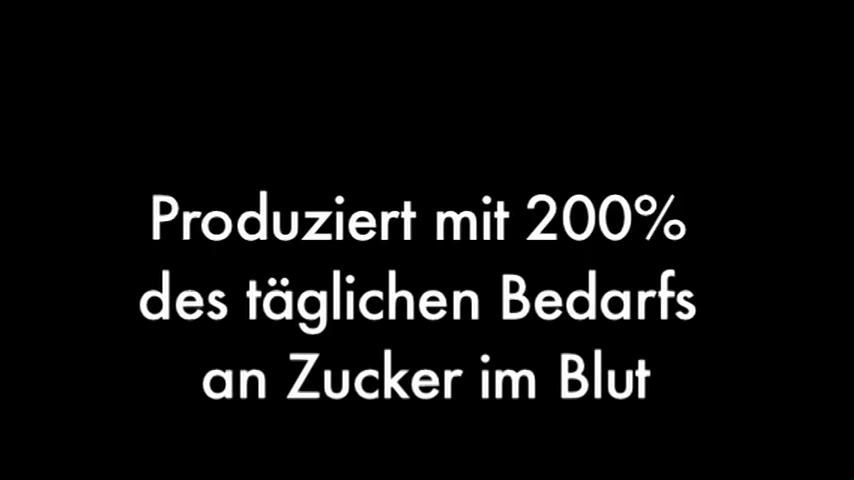 Produziert mit 200%
des täglichen Bedarfs
an Zucker im Blut